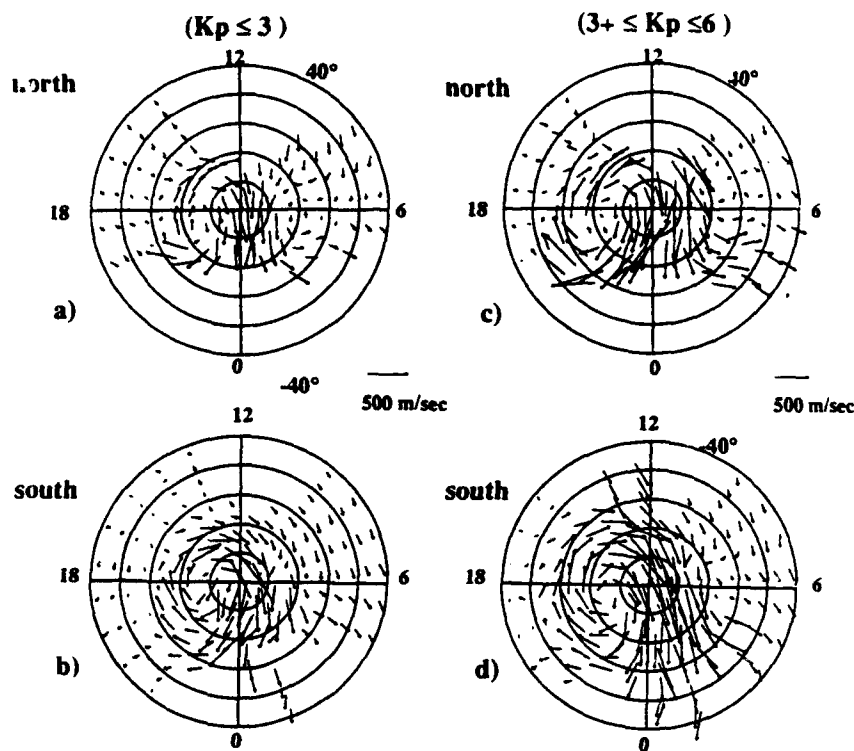 (Kp ≤ 3 )
(3+ ≤ Kp ≤6)
12
40°
north
18
6
a)
0
12
40°
north
18
6
c)
0
-40°
500 m/sec
500 m/sec
12
south
18
6
b)
0
12
-40°
south
18
6
d)
0